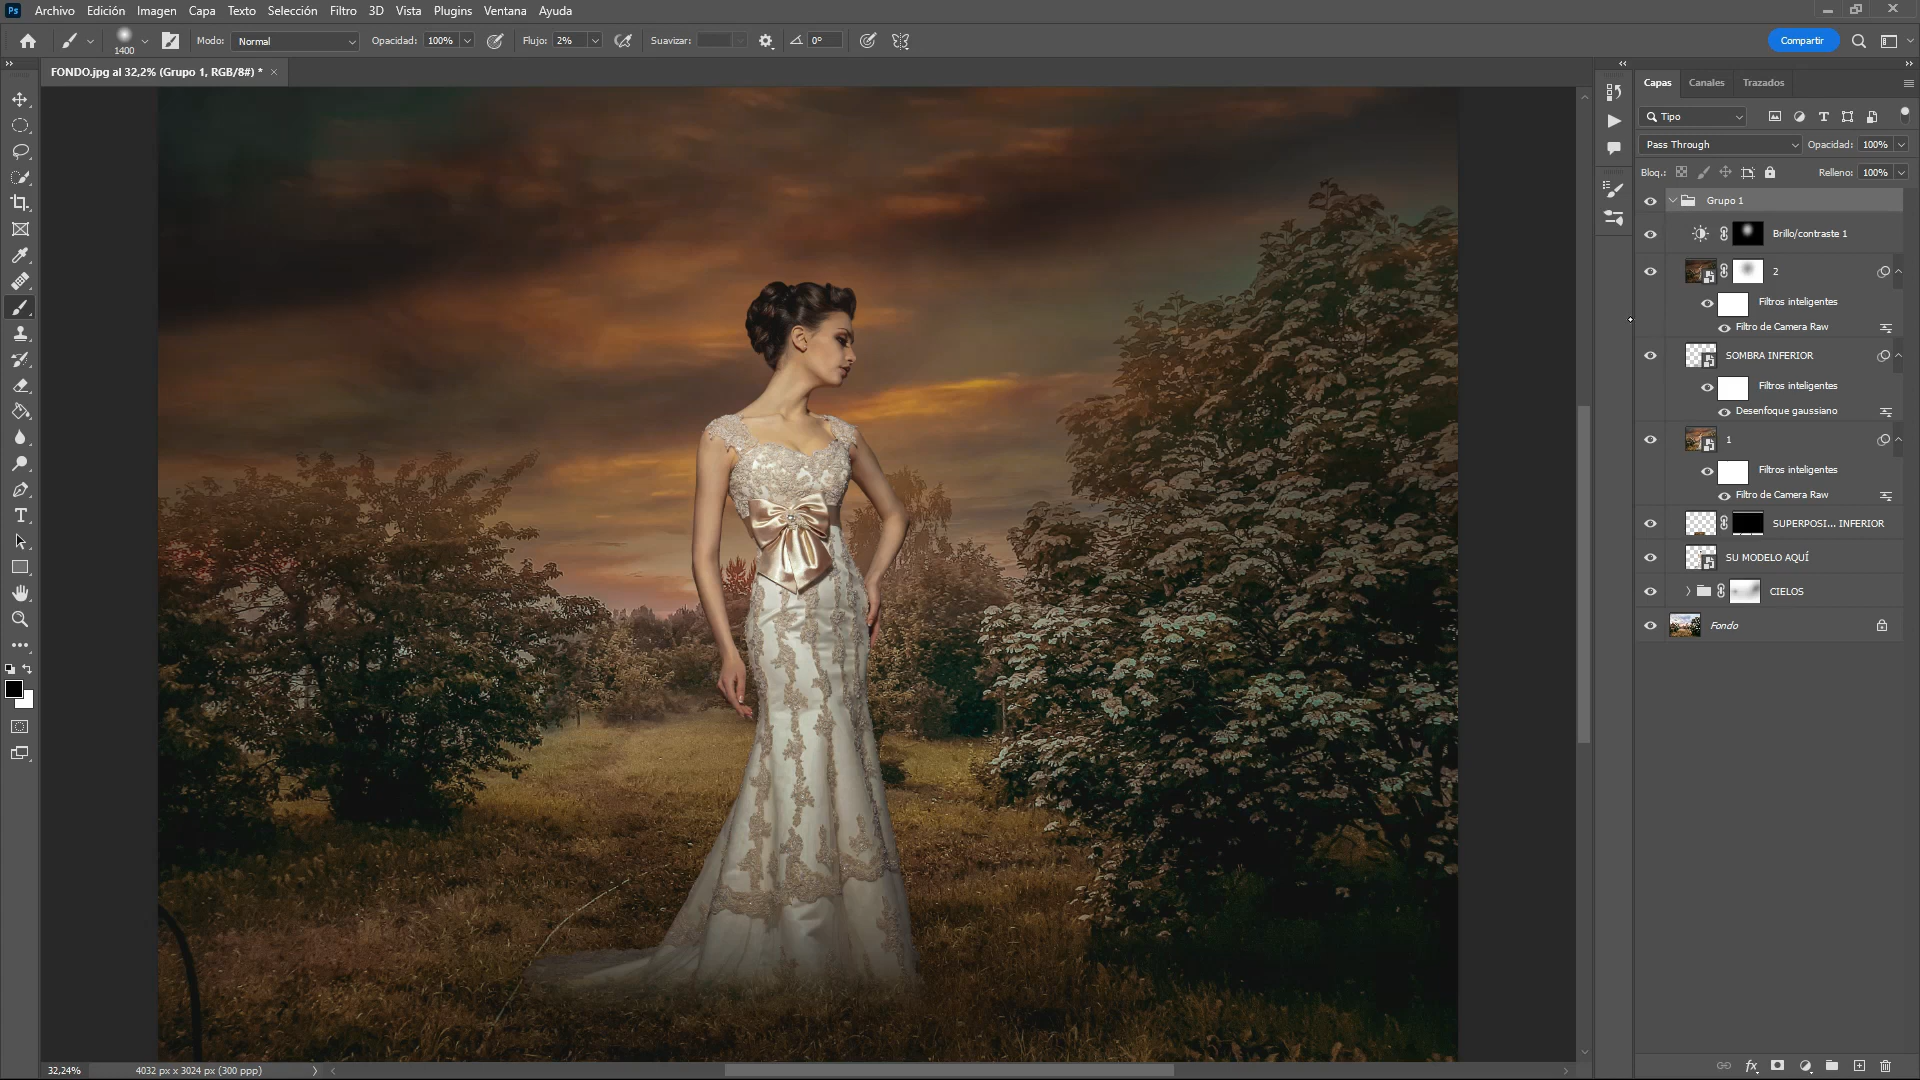 Ps Archivo Edición Imagen Capa Texto Selección Filtro 3D Vista Plugins Ventana Ayuda
1400 Modo: Normal Opacidad: 100% Flujo: 2% Suavizar: 0° Compartir
FONDO.jpg al 32,2% (Grupo 1, RGB/8#) *
Capas Canales Trazados
Tipo
Pass Through Opacidad: 100%
Bloq.: Relleno: 100%
Grupo 1
Brillo/contraste 1
2
Filtros inteligentes
Filtro de Camera Raw
SOMBRA INFERIOR
Filtros inteligentes
Desenfoque gaussiano
1
Filtros inteligentes
Filtro de Camera Raw
SUPERPOSI... INFERIOR
SU MODELO AQUÍ
CIELOS
Fondo
32,24% 4032 px x 3024 px (300 ppp)